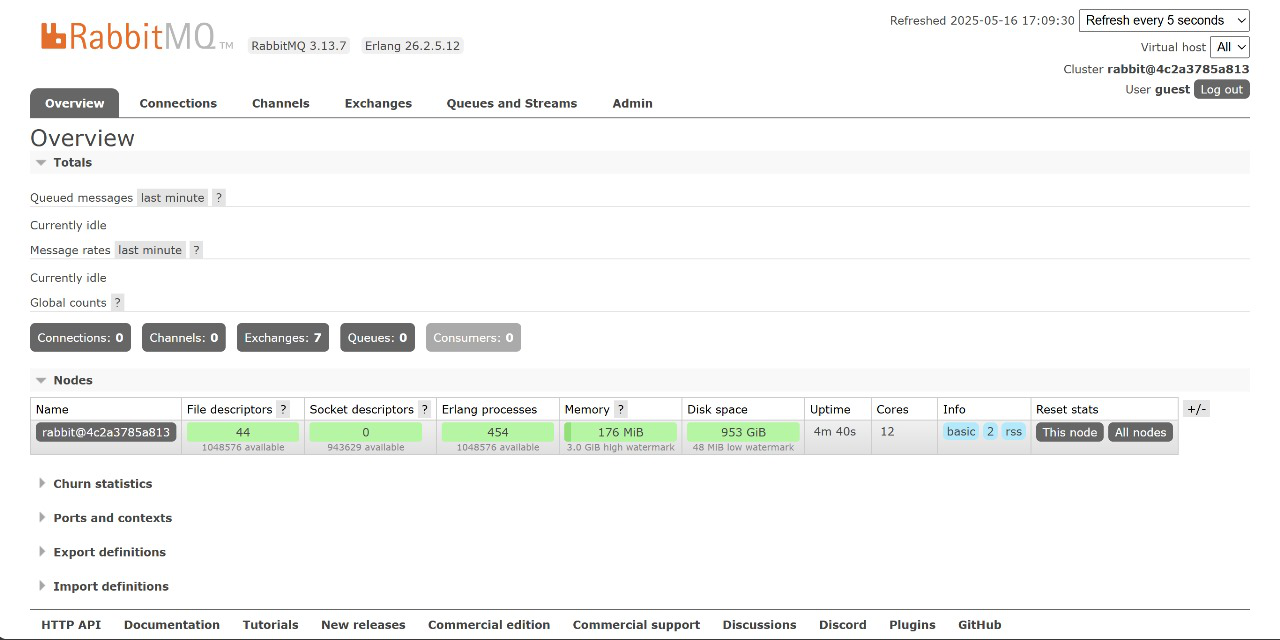 RabbitMQ TM RabbitMQ 3.13.7 Erlang 26.2.5.12
Refreshed 2025-05-16 17:09:30 Refresh every 5 seconds
Virtual host All
Cluster rabbit@4c2a3785a813
User guest Log out
Overview Connections Channels Exchanges Queues and Streams Admin
Overview
Totals
Queued messages last minute ?
Currently idle
Message rates last minute ?
Currently idle
Global counts ?
Connections: 0 Channels: 0 Exchanges: 7 Queues: 0 Consumers: 0
Nodes
Name File descriptors ? Socket descriptors ? Erlang processes Memory ? Disk space Uptime Cores Info Reset stats +/-
rabbit@4c2a3785a813 44 0 454 176 MiB 953 GiB 4m 40s 12 basic 2 rss This node All nodes
1048576 available 943629 available 1048576 available 3.0 GiB high watermark 48 MiB low watermark
Churn statistics
Ports and contexts
Export definitions
Import definitions
HTTP API Documentation Tutorials New releases Commercial edition Commercial support Discussions Discord Plugins GitHub